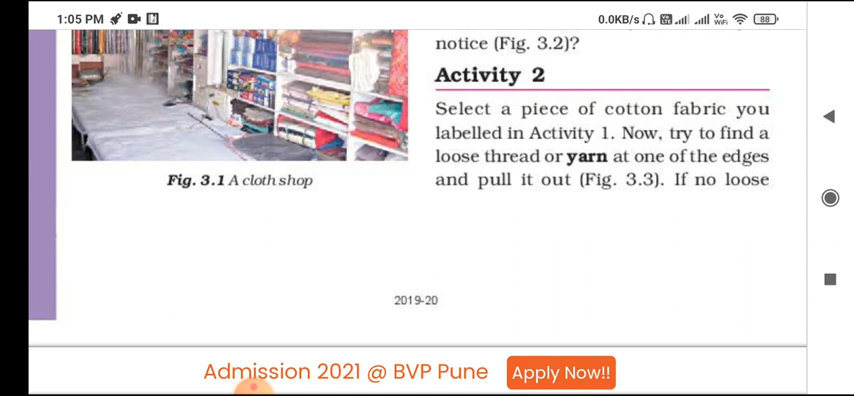 1:05 PM
0.0KB/s
Vo
WiFi
88
notice (Fig. 3.2)?
Activity 2
Select a piece of cotton fabric you
labelled in Activity 1. Now, try to find a
loose thread or yarn at one of the edges
and pull it out (Fig. 3.3). If no loose
Fig. 3.1 A cloth shop
2019-20
Admission 2021 @ BVP Pune
Apply Now!!